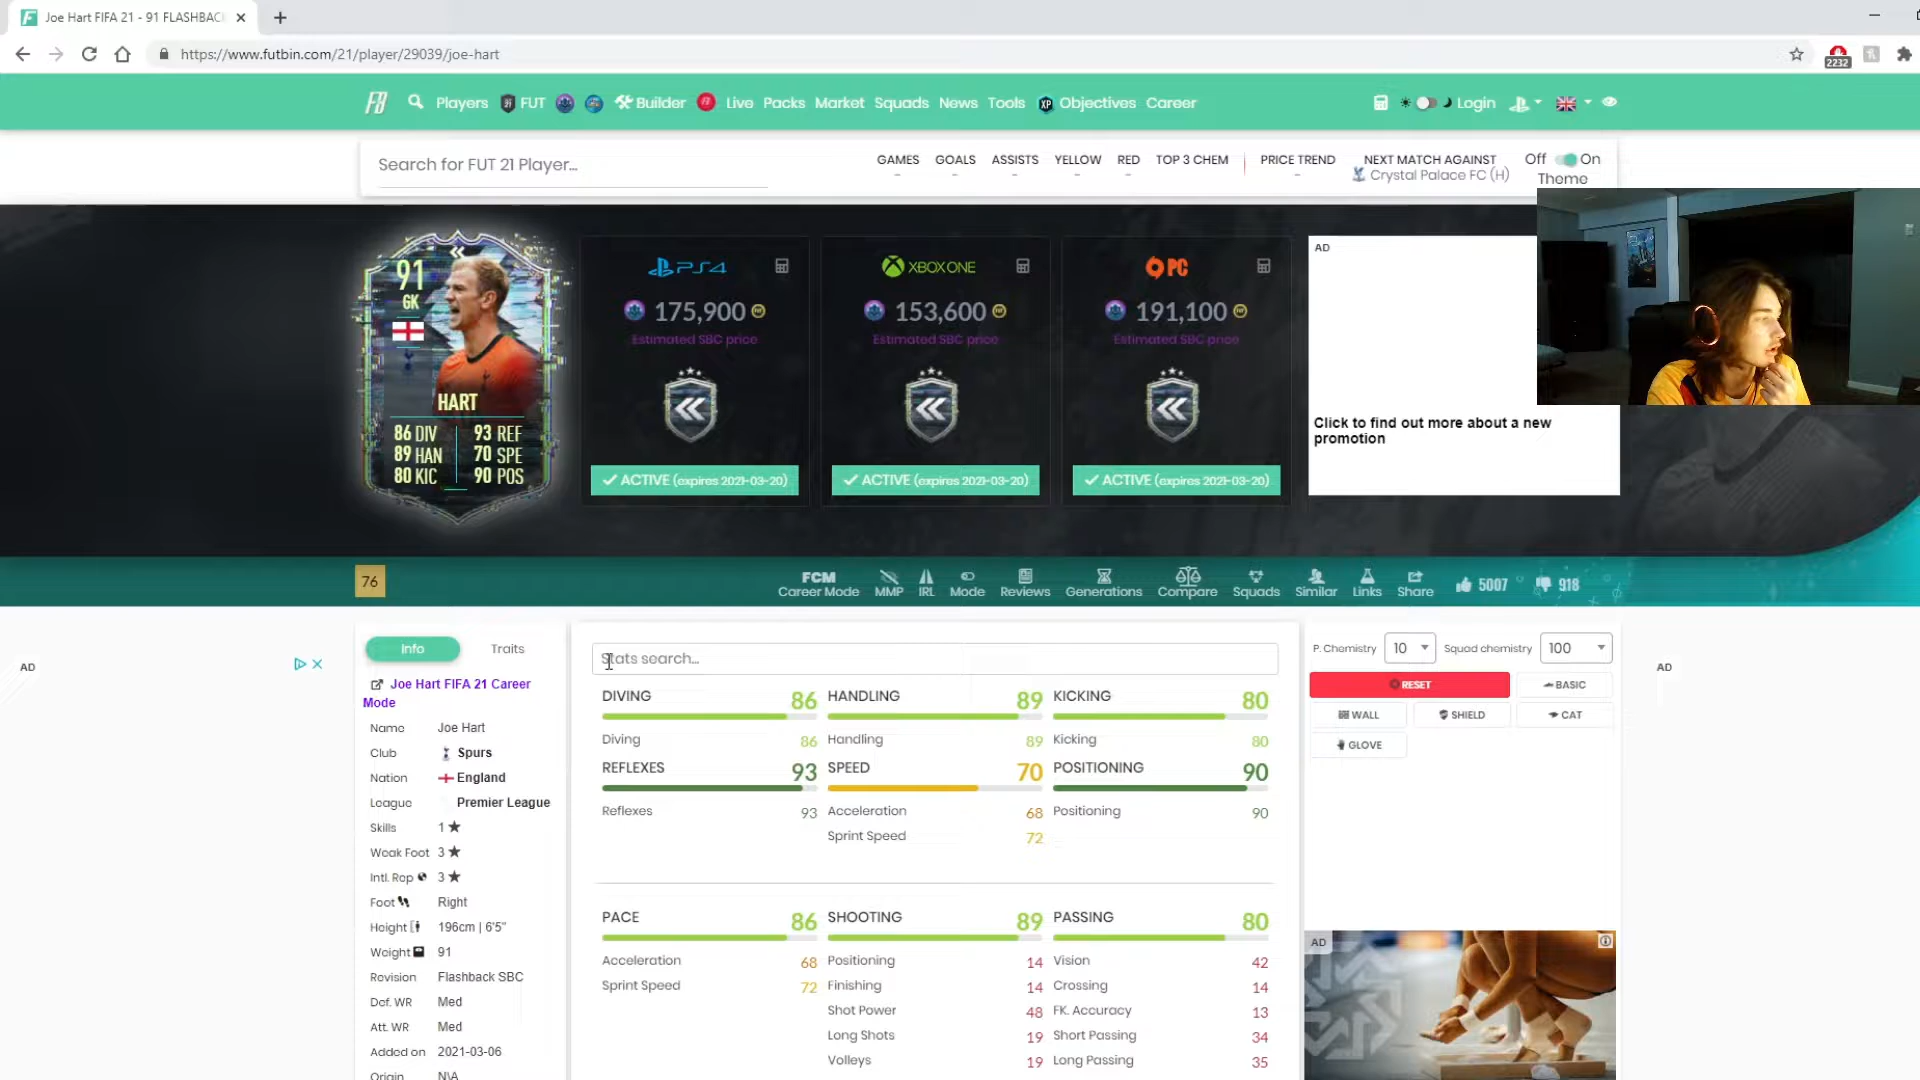 Joe Hart FIFA 21 - 91 FLASHBAC
https://www.futbin.com/21/player/29039/joe-hart
2232
Players FUT Builder Live Packs Market Squads News Tools XP Objectives Career
Login
Search for FUT 21 Player...
GAMES GOALS ASSISTS YELLOW RED TOP 3 CHEM PRICE TREND NEXT MATCH AGAINST
- - - - - - -
Crystal Palace FC (H)
Off On
Theme
91
GK
HART
86 DIV 93 REF
89 HAN 70 SPE
80 KIC 90 POS
PS4
175,900
Estimated SBC price
ACTIVE (expires 2021-03-20)
XBOX ONE
153,600
Estimated SBC price
ACTIVE (expires 2021-03-20)
PC
191,100
Estimated SBC price
ACTIVE (expires 2021-03-20)
AD
Click to find out more about a new
promotion
76
FCM
Career Mode MMP IRL Mode Reviews Generations Compare Squads Similar Links Share
5007 918
AD
Info Traits
Joe Hart FIFA 21 Career
Mode
Name Joe Hart
Club Spurs
Nation England
League Premier League
Skills 1
Weak Foot 3
Intl. Rep 3
Foot Right
Height 196cm | 6'5"
Weight 91
Revision Flashback SBC
Def. WR Med
Att. WR Med
Added on 2021-03-06
Origin N\A
Stats search...
DIVING 86 HANDLING 89 KICKING 80
Diving 86 Handling 89 Kicking 80
REFLEXES 93 SPEED 70 POSITIONING 90
Reflexes 93 Acceleration 68 Positioning 90
Sprint Speed 72
PACE 86 SHOOTING 89 PASSING 80
Acceleration 68 Positioning 14 Vision 42
Sprint Speed 72 Finishing 14 Crossing 14
Shot Power 48 FK. Accuracy 13
Long Shots 19 Short Passing 34
Volleys 19 Long Passing 35
P. Chemistry 10 Squad chemistry 100
RESET BASIC
WALL SHIELD CAT
GLOVE
AD
AD